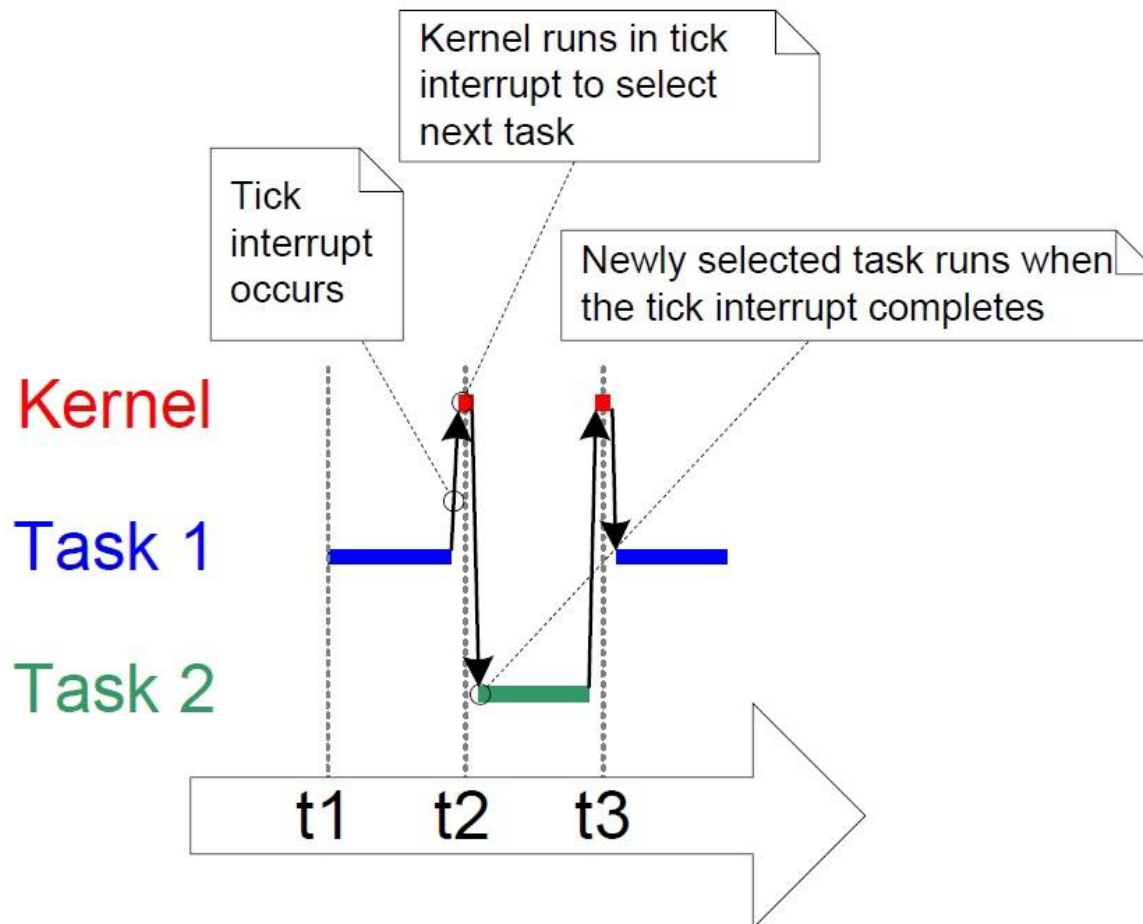 Kernel runs in tick
interrupt to select
next task
Tick
interrupt
occurs
Newly selected task runs when
the tick interrupt completes
Kernel
Task 1
Task 2
t1 t2 t3